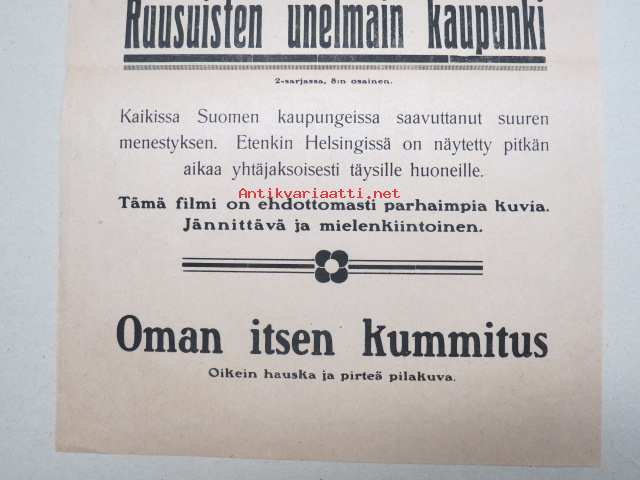 Ruusuisten unelmain kaupunki
2-sarjassa, 8:n osainen.
Kaikissa Suomen kaupungeissa saavuttanut suuren
menestyksen. Etenkin Helsingissä on näytetty pitkän
aikaa yhtäjaksoisesti täysille huoneille.
Antikvariaatti.net
Tämä filmi on ehdottomasti parhaimpia kuvia.
Jännittävä ja mielenkiintoinen.
Oman itsen kummitus
Oikein hauska ja pirteä pilakuva.